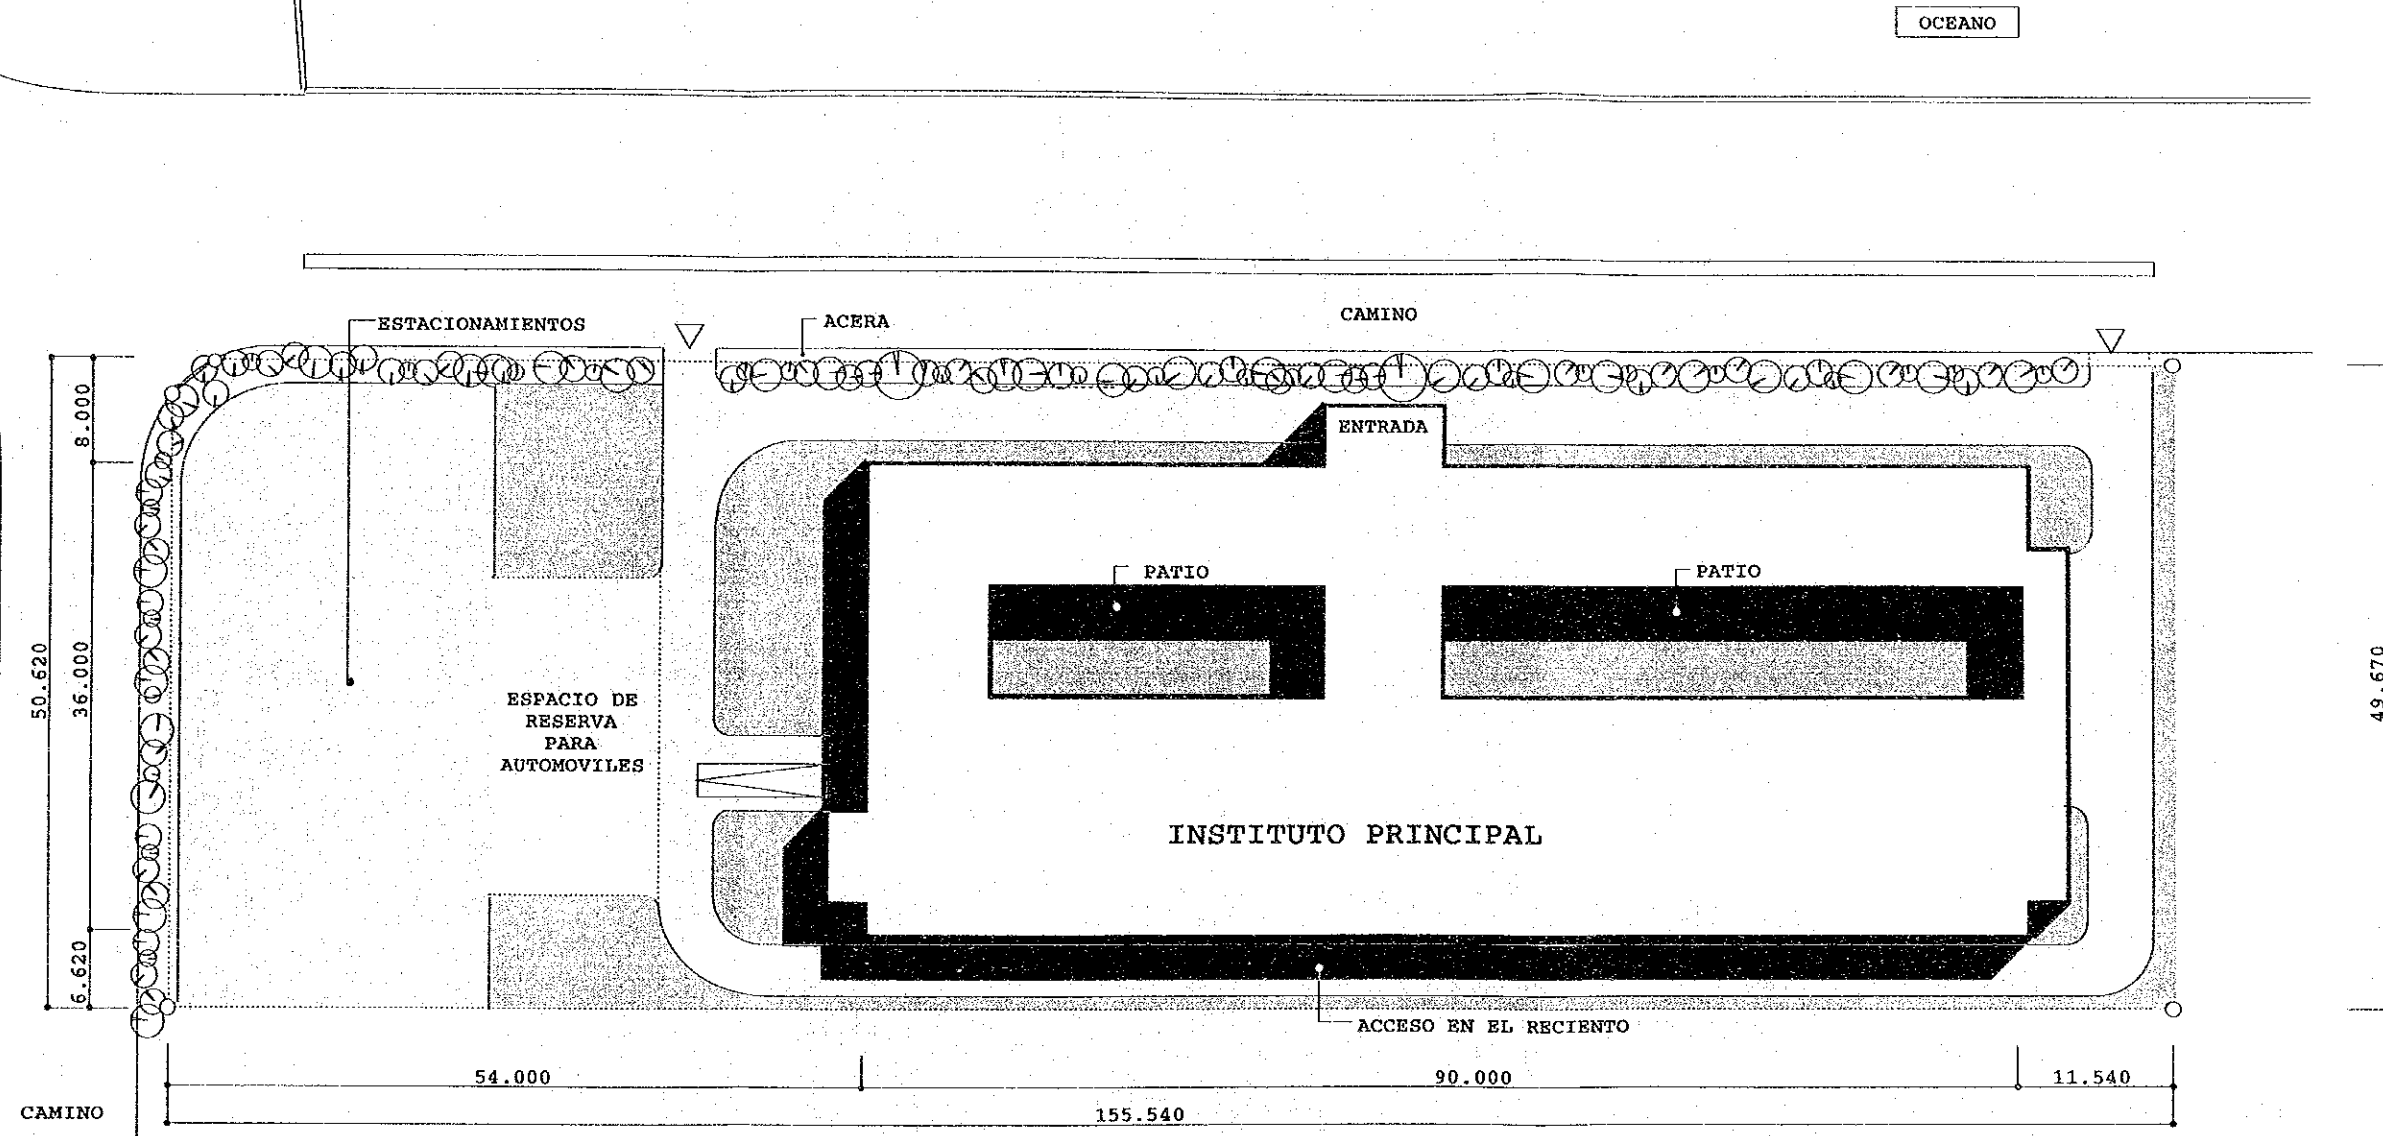 OCEANO
CAMINO
ESTACIONAMIENTOS
ACERA
ENTRADA
8.000
PATIO
PATIO
50.620
36.000
49.670
ESPACIO DE
RESERVA
PARA
AUTOMOVILES
INSTITUTO PRINCIPAL
6.620
ACCESO EN EL RECIENTO
54.000
90.000
11.540
CAMINO
155.540